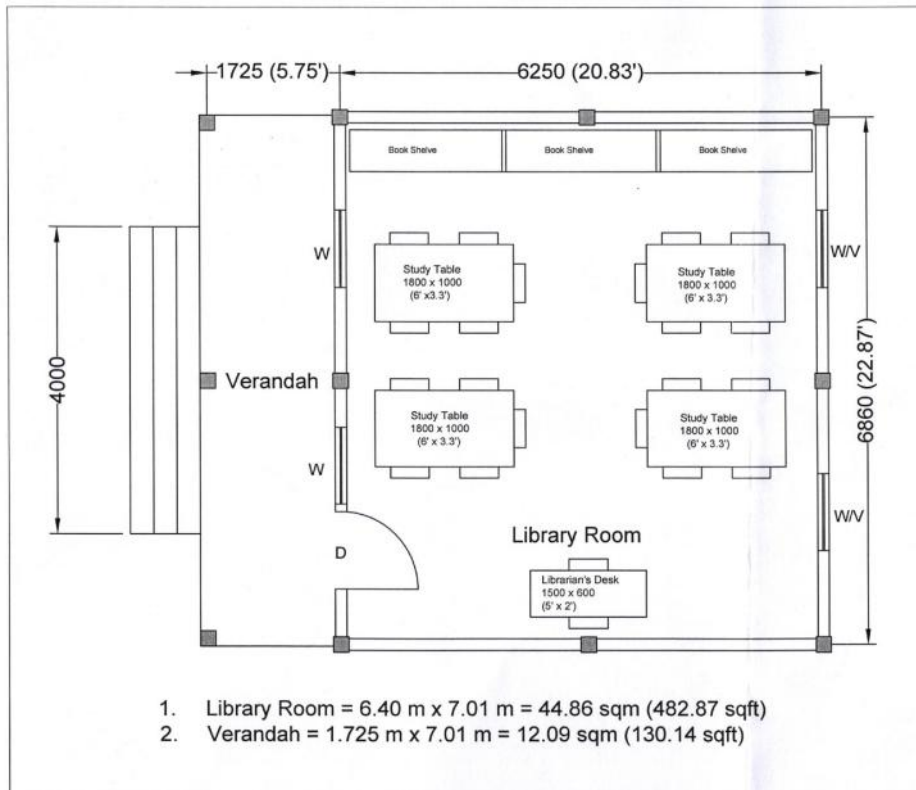 1725 (5.75')
6250 (20.83')
Book Shelve
Book Shelve
Book Shelve
W
W/V
Study Table
1800 x 1000
(6' x3.3')
Study Table
1800 x 1000
(6' x 3.3')
4000
Verandah
6860 (22.87')
Study Table
1800 x 1000
(6' x 3.3')
Study Table
1800 x 1000
(6' x 3.3')
W
W/V
Library Room
D
Librarian's Desk
1500 x 600
(5' x 2')
1. Library Room = 6.40 m x 7.01 m = 44.86 sqm (482.87 sqft)
2. Verandah = 1.725 m x 7.01 m = 12.09 sqm (130.14 sqft)